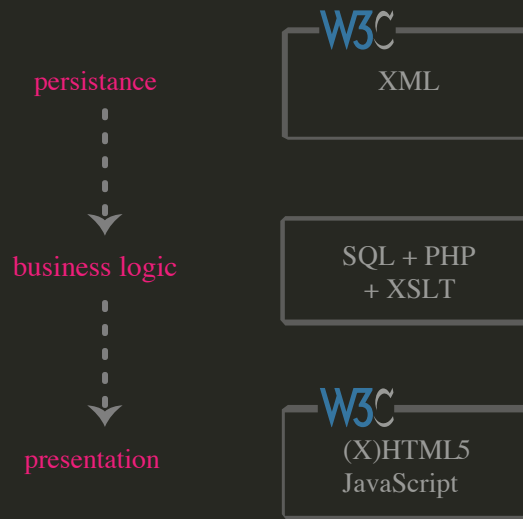 W3C
persistance
XML
business logic
SQL + PHP
+ XSLT
W3C
(X)HTML5
presentation
JavaScript